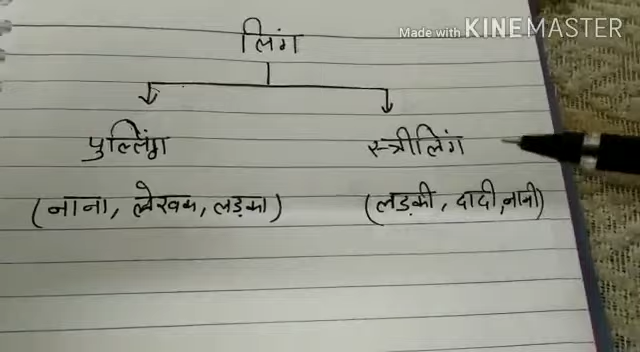 Made with KINEMASTER
लिंग
पुल्लिंग स्त्रीलिंग
(नाना, लेखक, लड़का) (लड़की, दादी, नानी)